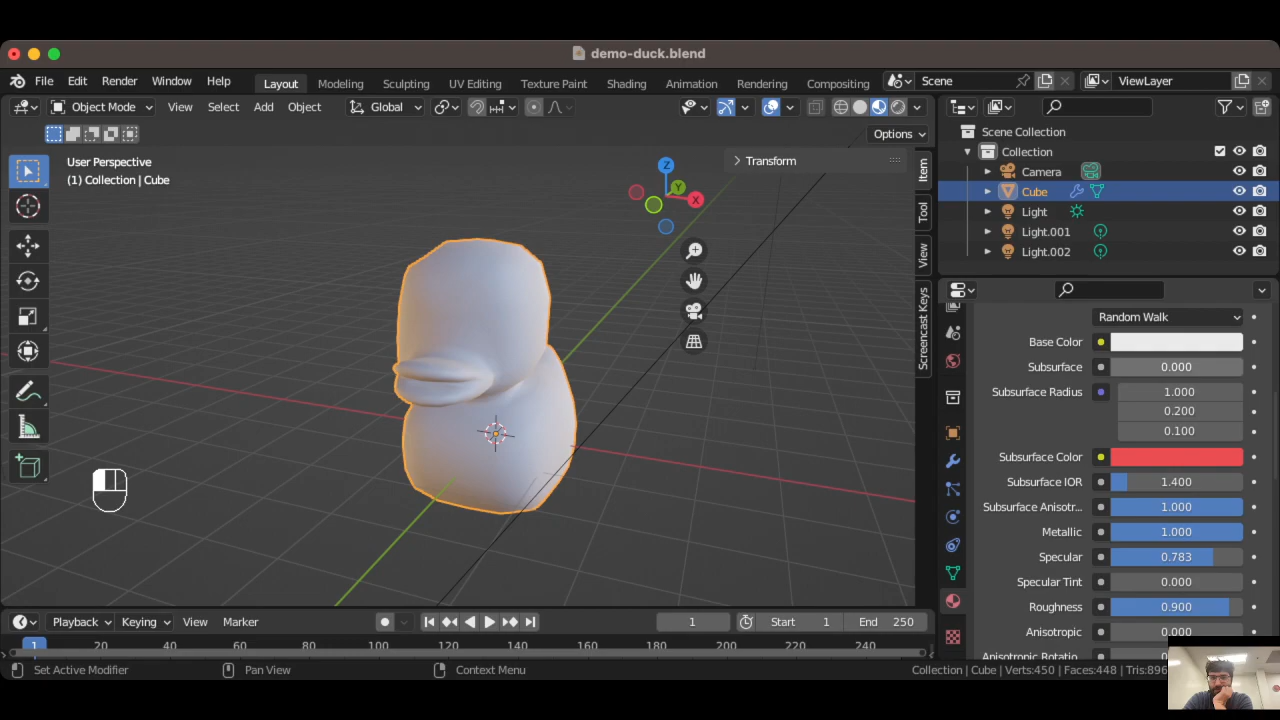 demo-duck.blend
File Edit Render Window Help Layout Modeling Sculpting UV Editing Texture Paint Shading Animation Rendering Compositing Scene ViewLayer
Object Mode View Select Add Object Global
Options
User Perspective
(1) Collection | Cube
Transform
Z
Y
X
Item
Tool
View
Screencast Keys
Scene Collection
Collection
Camera
Cube
Light
Light.001
Light.002
Random Walk
Base Color
Subsurface 0.000
Subsurface Radius 1.000
0.200
0.100
Subsurface Color
Subsurface IOR 1.400
Subsurface Anisotr... 1.000
Metallic 1.000
Specular 0.783
Specular Tint 0.000
Roughness 0.900
Anisotropic 0.000
Anisotropic Rotatio
Playback Keying View Marker 1 Start 1 End 250
1 20 40 60 80 100 120 140 160 180 200 220 240
Set Active Modifier Pan View Context Menu Collection | Cube | Verts:450 | Faces:448 | Tris:896